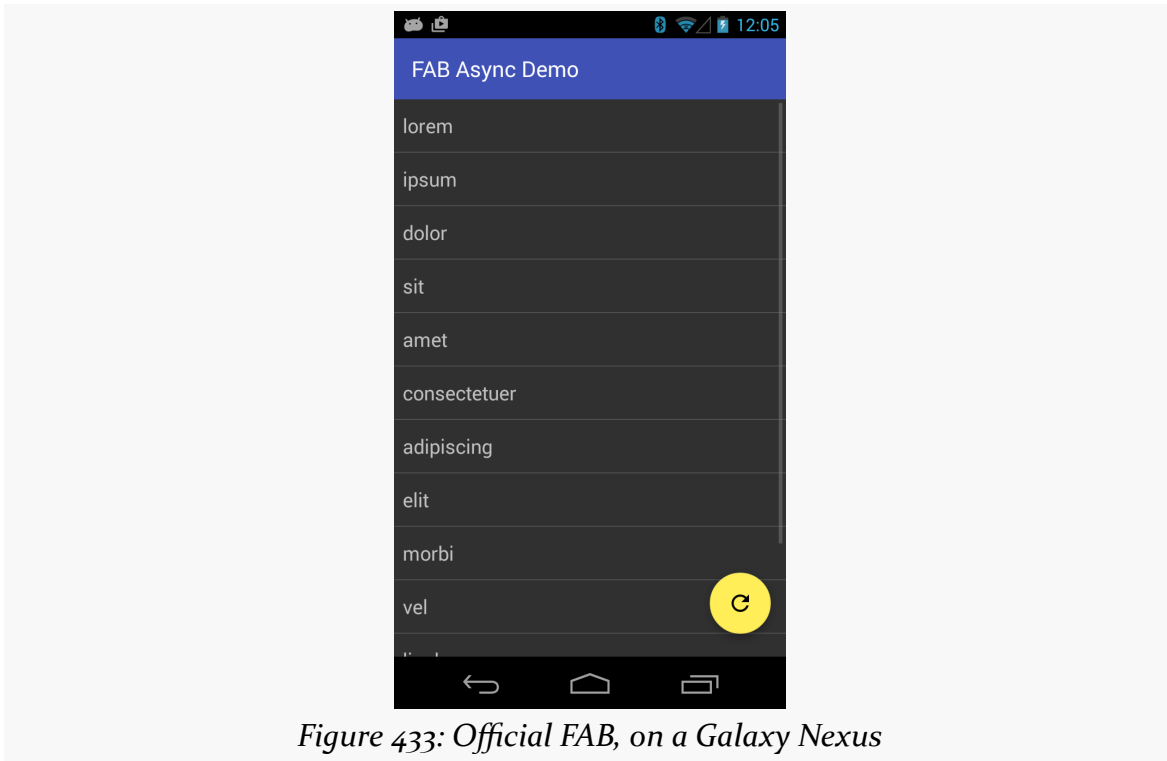 12:05
FAB Async Demo
lorem
ipsum
dolor
sit
amet
consectetuer
adipiscing
elit
morbi
vel
Figure 433: Official FAB, on a Galaxy Nexus